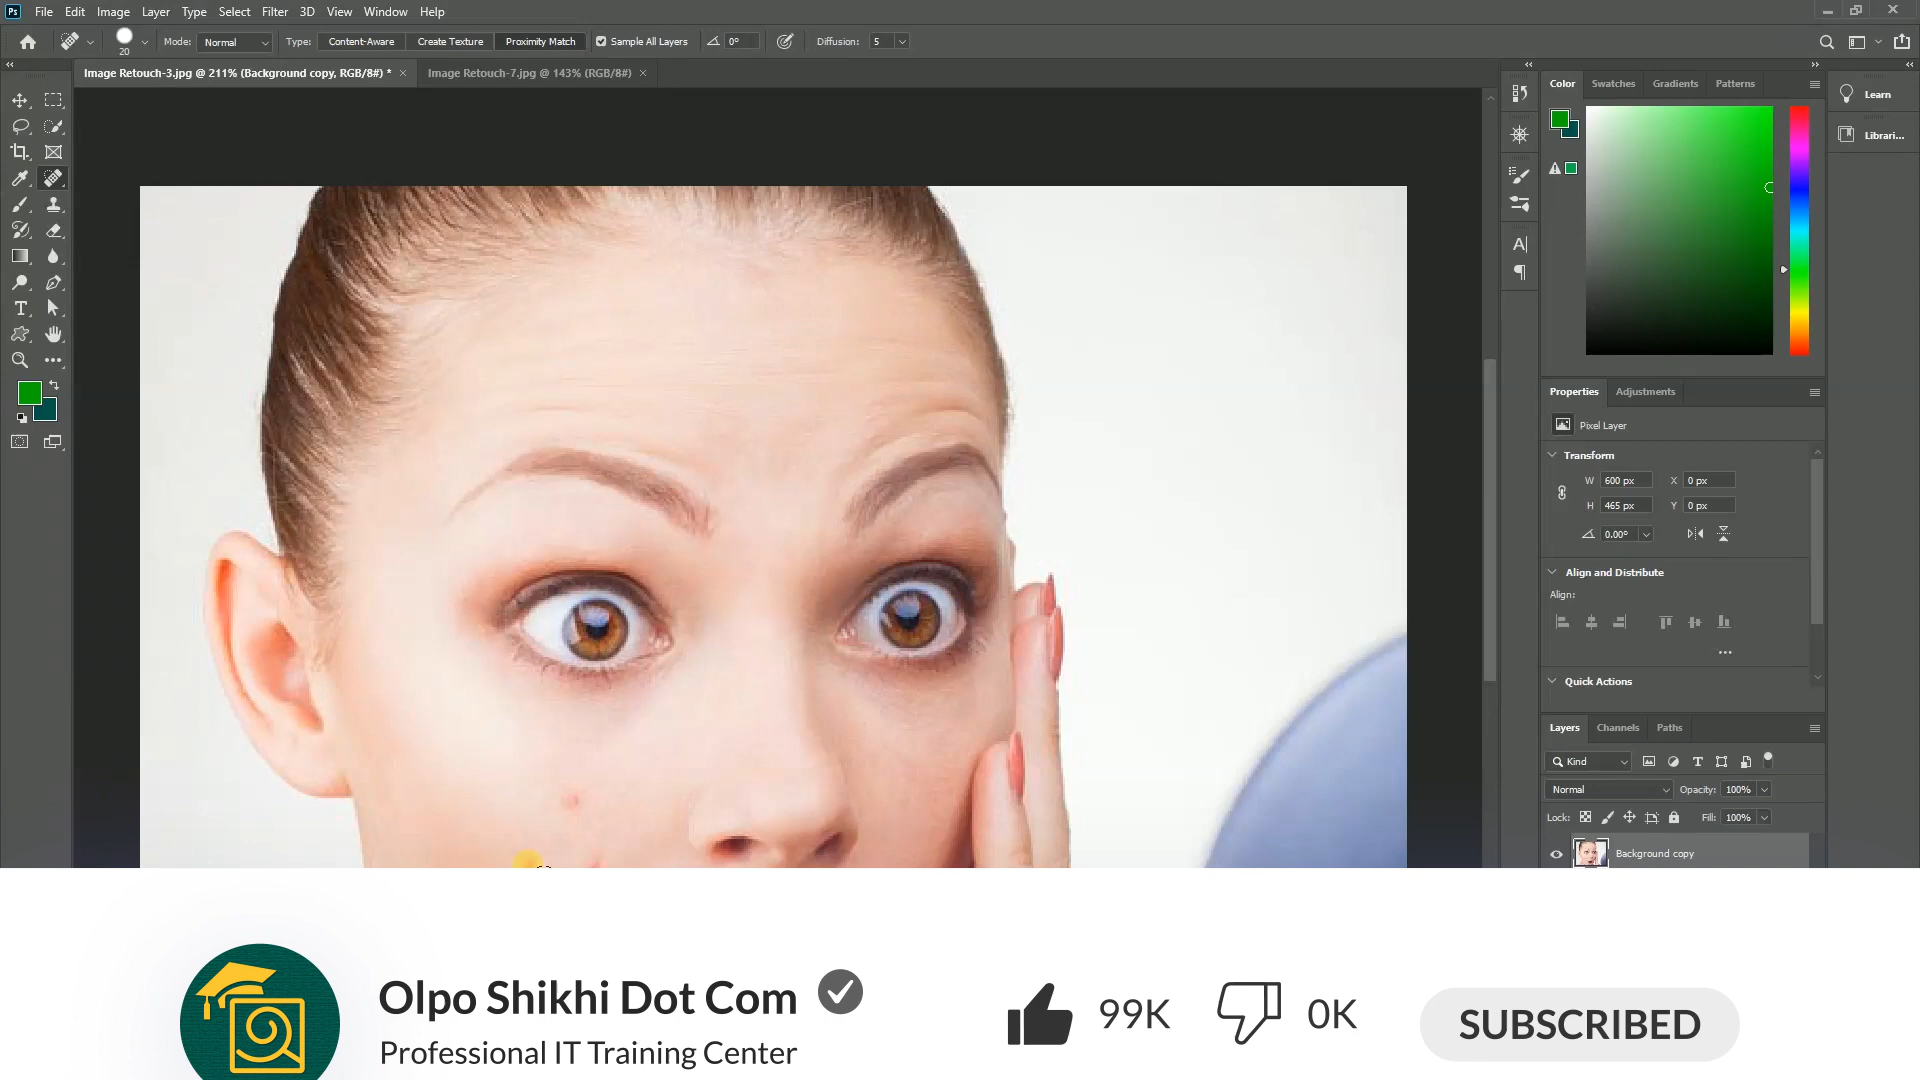 Ps File Edit Image Layer Type Select Filter 3D View Window Help
20 Mode: Normal Type: Content-Aware Create Texture Proximity Match Sample All Layers 0° Diffusion: 5
Image Retouch-3.jpg @ 211% (Background copy, RGB/8#) * × Image Retouch-7.jpg @ 143% (RGB/8#) ×
Color Swatches Gradients Patterns
Learn
Librari...
Properties Adjustments
Pixel Layer
Transform
W 600 px X 0 px
H 465 px Y 0 px
0.00°
Align and Distribute
Align:
Quick Actions
Layers Channels Paths
Kind
Normal Opacity: 100%
Lock: Fill: 100%
Background copy
Olpo Shikhi Dot Com
Professional IT Training Center
99K 0K
SUBSCRIBED